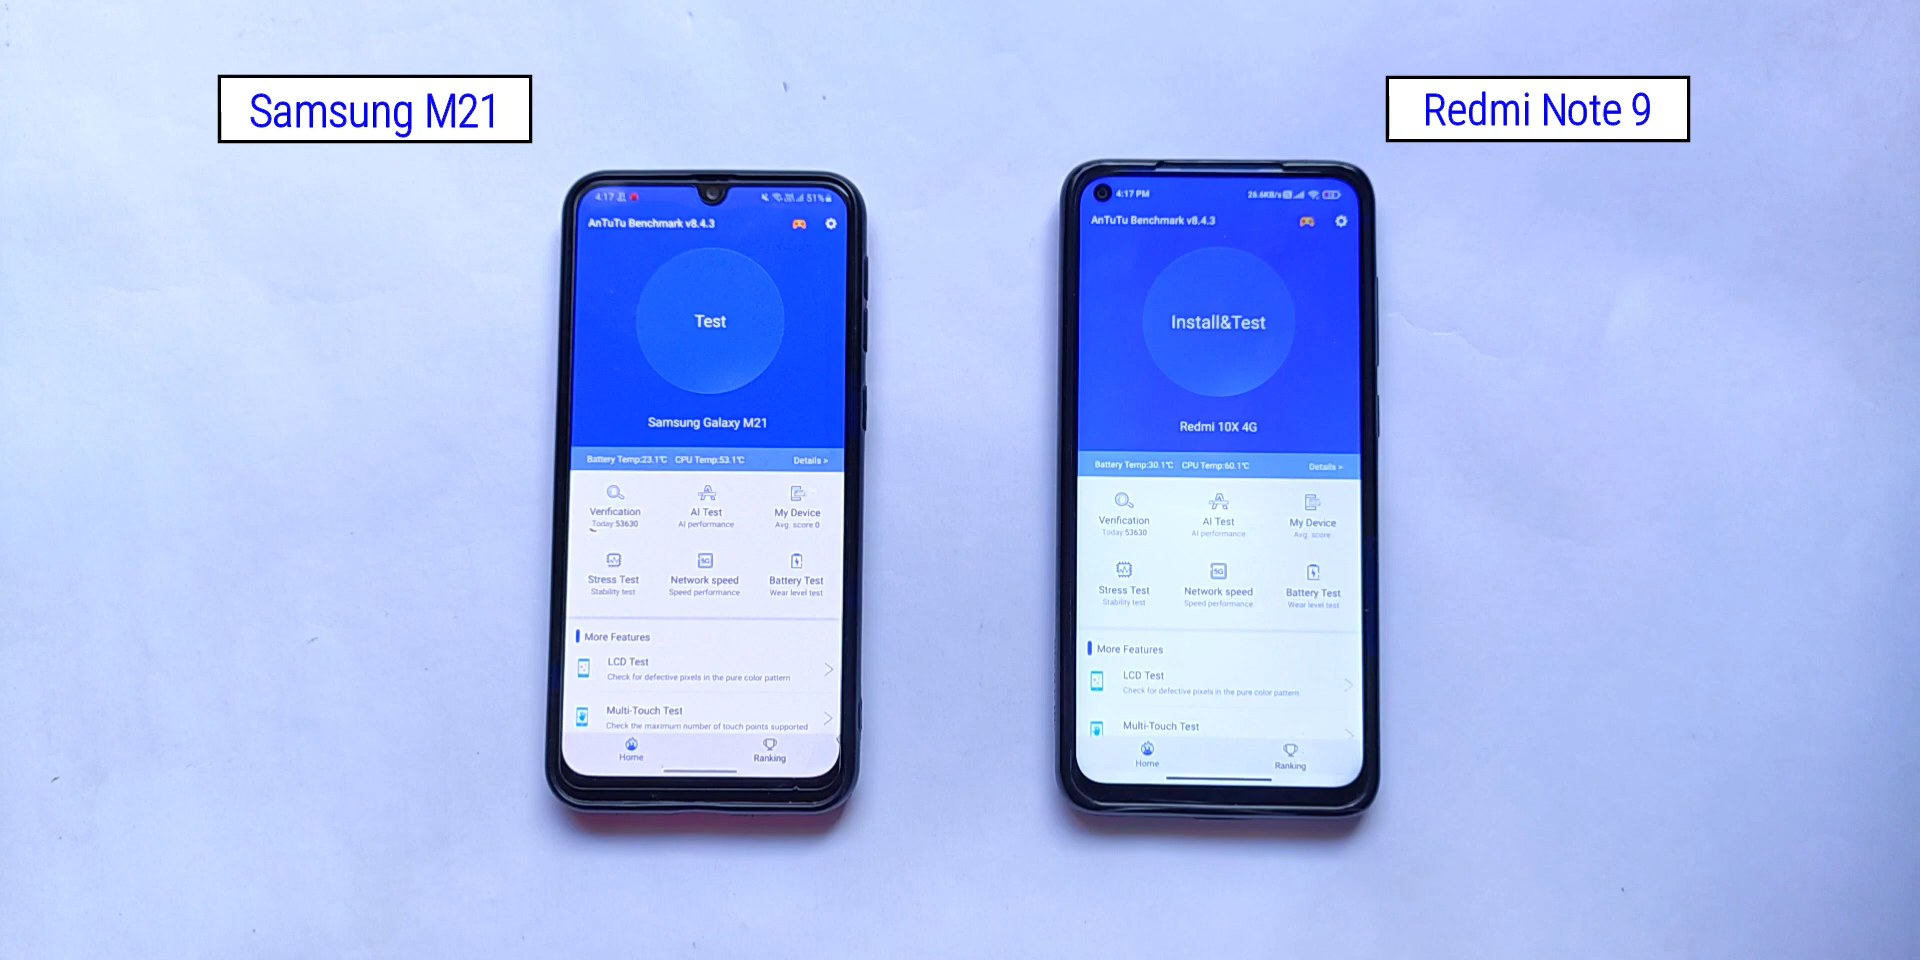 Samsung M21
Redmi Note 9
4:17
51%
AnTuTu Benchmark v8.4.3
Test
Samsung Galaxy M21
Battery Temp:23.1℃ CPU Temp:53.1℃ Details >
Verification
Today:53630
AI Test
AI performance
My Device
Avg. score:0
Stress Test
Stability test
5G
Network speed
Speed performance
Battery Test
Wear level test
More Features
LCD Test
Check for defective pixels in the pure color pattern
Multi-Touch Test
Check the maximum number of touch points supported
Home
Ranking
4:17 PM
26.6KB/s
AnTuTu Benchmark v8.4.3
Install&Test
Redmi 10X 4G
Battery Temp:30.1℃ CPU Temp:60.1℃ Details >
Verification
Today:53630
AI Test
AI performance
My Device
Avg. score
Stress Test
Stability test
5G
Network speed
Speed performance
Battery Test
Wear level test
More Features
LCD Test
Check for defective pixels in the pure color pattern
Multi-Touch Test
Home
Ranking